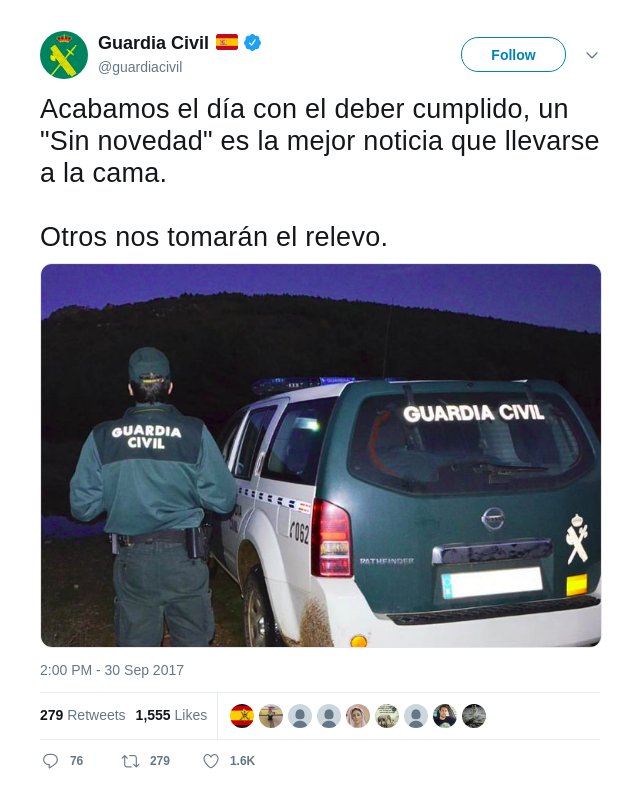 Guardia Civil
@guardiacivil
Follow
Acabamos el día con el deber cumplido, un
"Sin novedad" es la mejor noticia que llevarse
a la cama.
Otros nos tomarán el relevo.
GUARDIA
CIVIL
GUARDIA CIVIL
062
PATHFINDER
2:00 PM - 30 Sep 2017
279 Retweets 1,555 Likes
76 279 1.6K